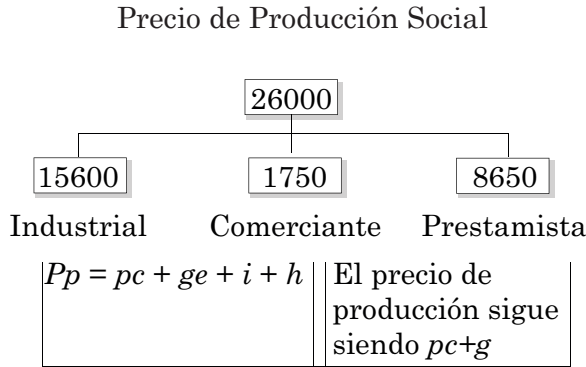 Precio de Producción Social
26000
15600
1750
8650
Industrial
Comerciante
Prestamista
Pp = pc + ge + i + h
El precio de
producción sigue
siendo pc+g